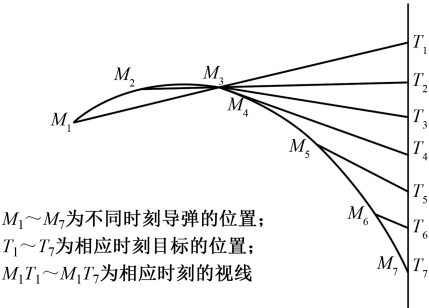 T₁
M₃
M₂
T₂
M₁
M₄
T₃
M₅
T₄
T₅
M₆
T₆
M₁～M₇为不同时刻导弹的位置；
T₁～T₇为相应时刻目标的位置；
M₇
T₇
M₁T₁～M₁T₇为相应时刻的视线